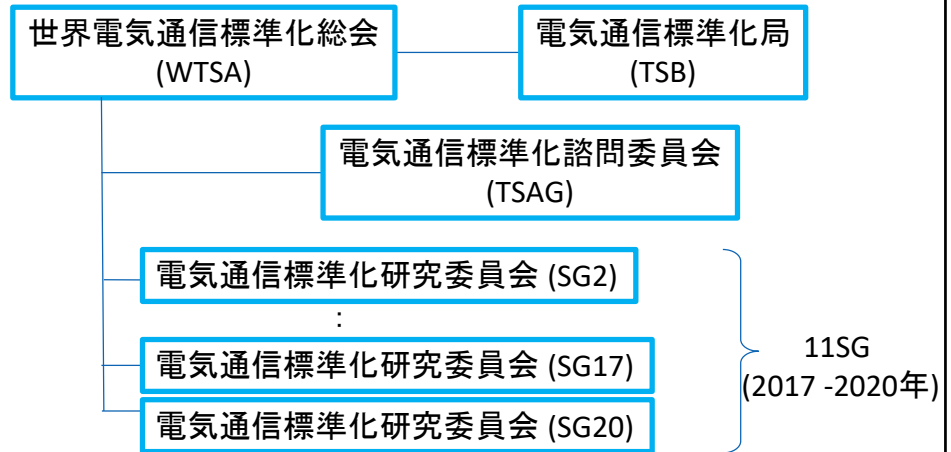 世界電気通信標準化総会
(WTSA)
電気通信標準化局
(TSB)
電気通信標準化諮問委員会
(TSAG)
電気通信標準化研究委員会 (SG2)
:
電気通信標準化研究委員会 (SG17)
電気通信標準化研究委員会 (SG20)
11SG
(2017 -2020年)